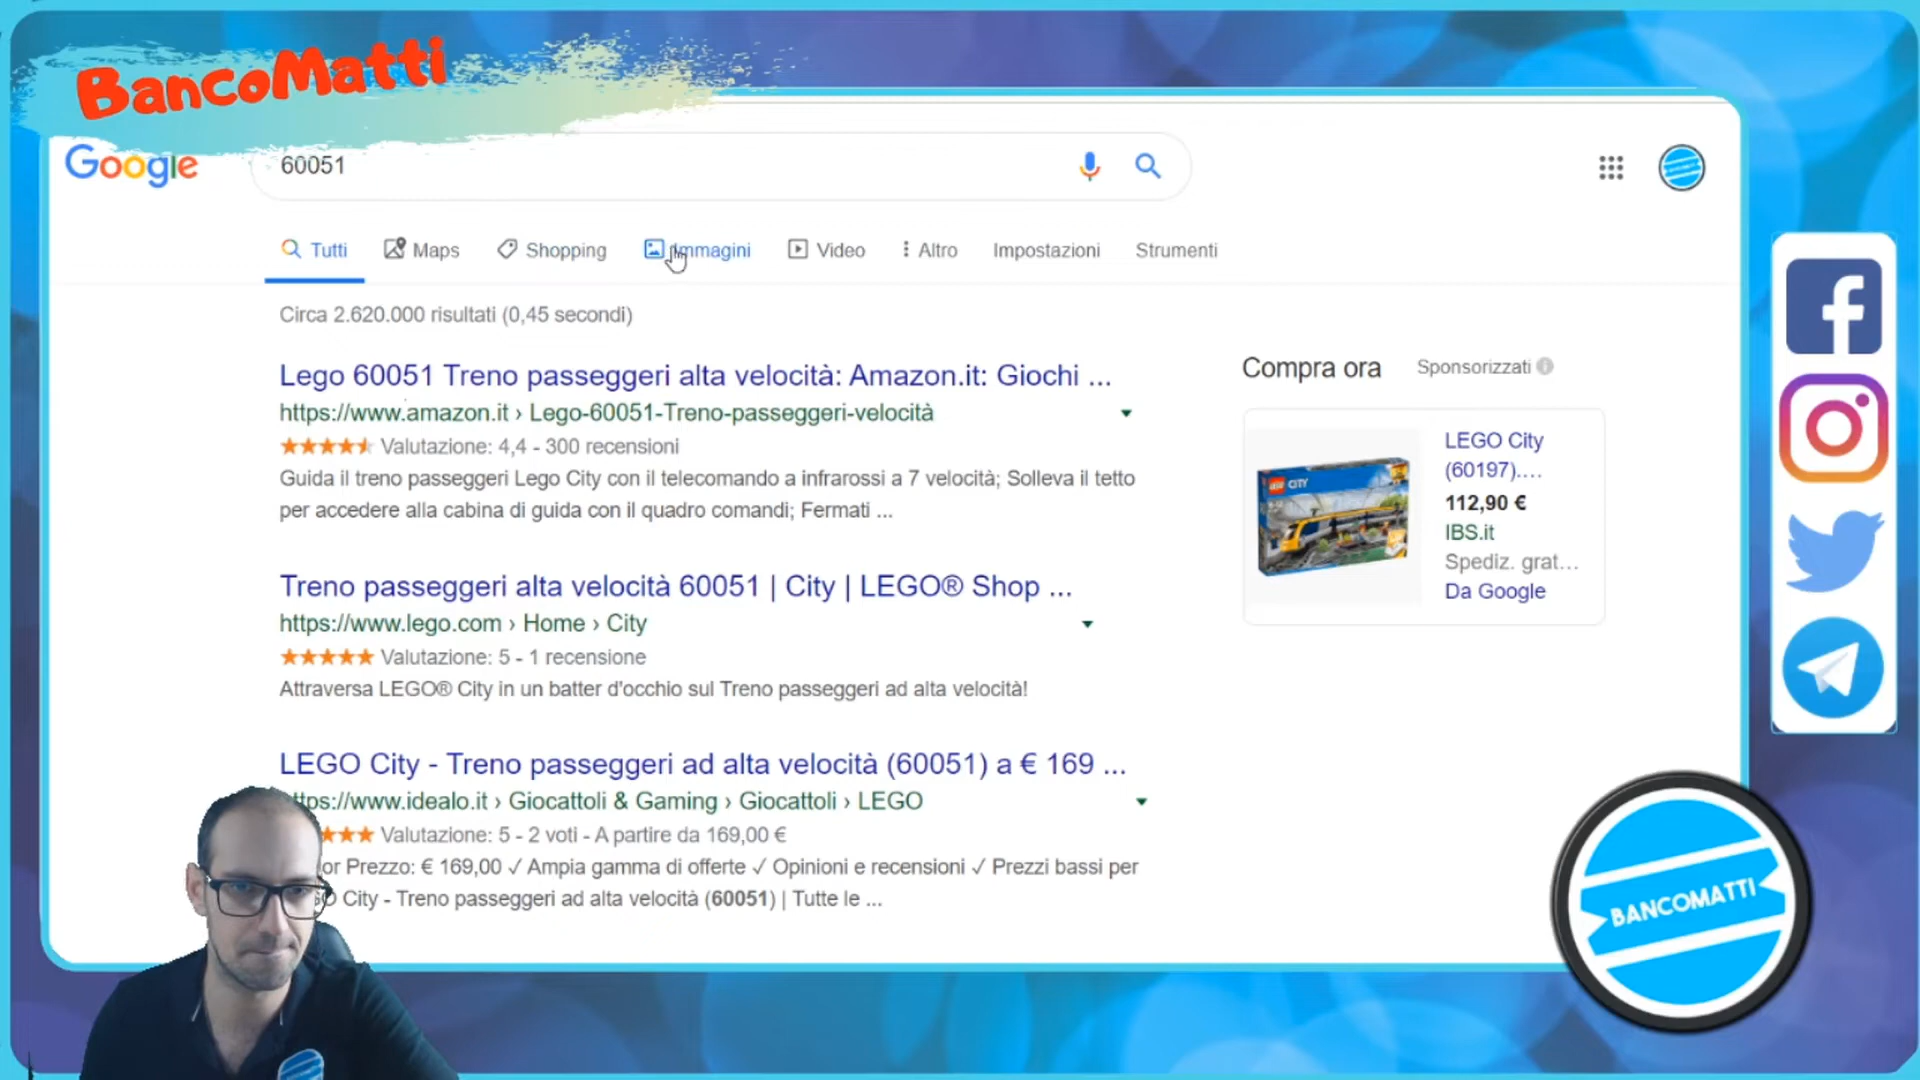 BancoMatti
Google
60051
Tutti
Maps
Shopping
Immagini
Video
Altro
Impostazioni
Strumenti
Circa 2.620.000 risultati (0,45 secondi)
Lego 60051 Treno passeggeri alta velocità: Amazon.it: Giochi ...
https://www.amazon.it › Lego-60051-Treno-passeggeri-velocità
Valutazione: 4,4 - 300 recensioni
Guida il treno passeggeri Lego City con il telecomando a infrarossi a 7 velocità; Solleva il tetto
per accedere alla cabina di guida con il quadro comandi; Fermati ...
Treno passeggeri alta velocità 60051 | City | LEGO® Shop ...
https://www.lego.com › Home › City
Valutazione: 5 - 1 recensione
Attraversa LEGO® City in un batter d'occhio sul Treno passeggeri ad alta velocità!
LEGO City - Treno passeggeri ad alta velocità (60051) a € 169 ...
ttps://www.idealo.it › Giocattoli & Gaming › Giocattoli › LEGO
Valutazione: 5 - 2 voti - A partire da 169,00 €
or Prezzo: € 169,00 ✓ Ampia gamma di offerte ✓ Opinioni e recensioni ✓ Prezzi bassi per
City - Treno passeggeri ad alta velocità (60051) | Tutte le ...
Compra ora
Sponsorizzati
LEGO City
(60197)....
112,90 €
IBS.it
Spediz. grat...
Da Google
CITY
BANCOMATTI